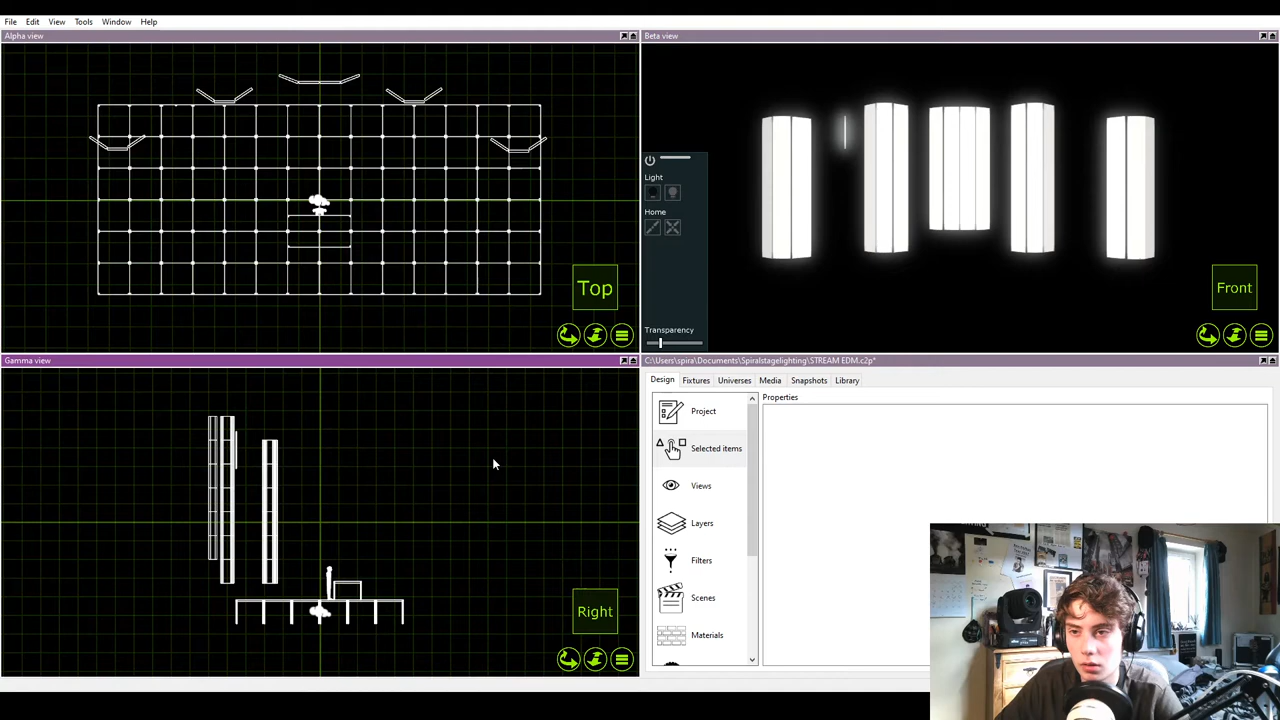 File Edit View Tools Window Help
Alpha view
Top
Beta view
Light
Home
Transparency
Front
Gamma view
Right
C:\Users\spira\Documents\Spiralstagelighting\STREAM EDM.c2p*
Design Fixtures Universes Media Snapshots Library
Project
Selected items
Views
Layers
Filters
Scenes
Materials
Properties